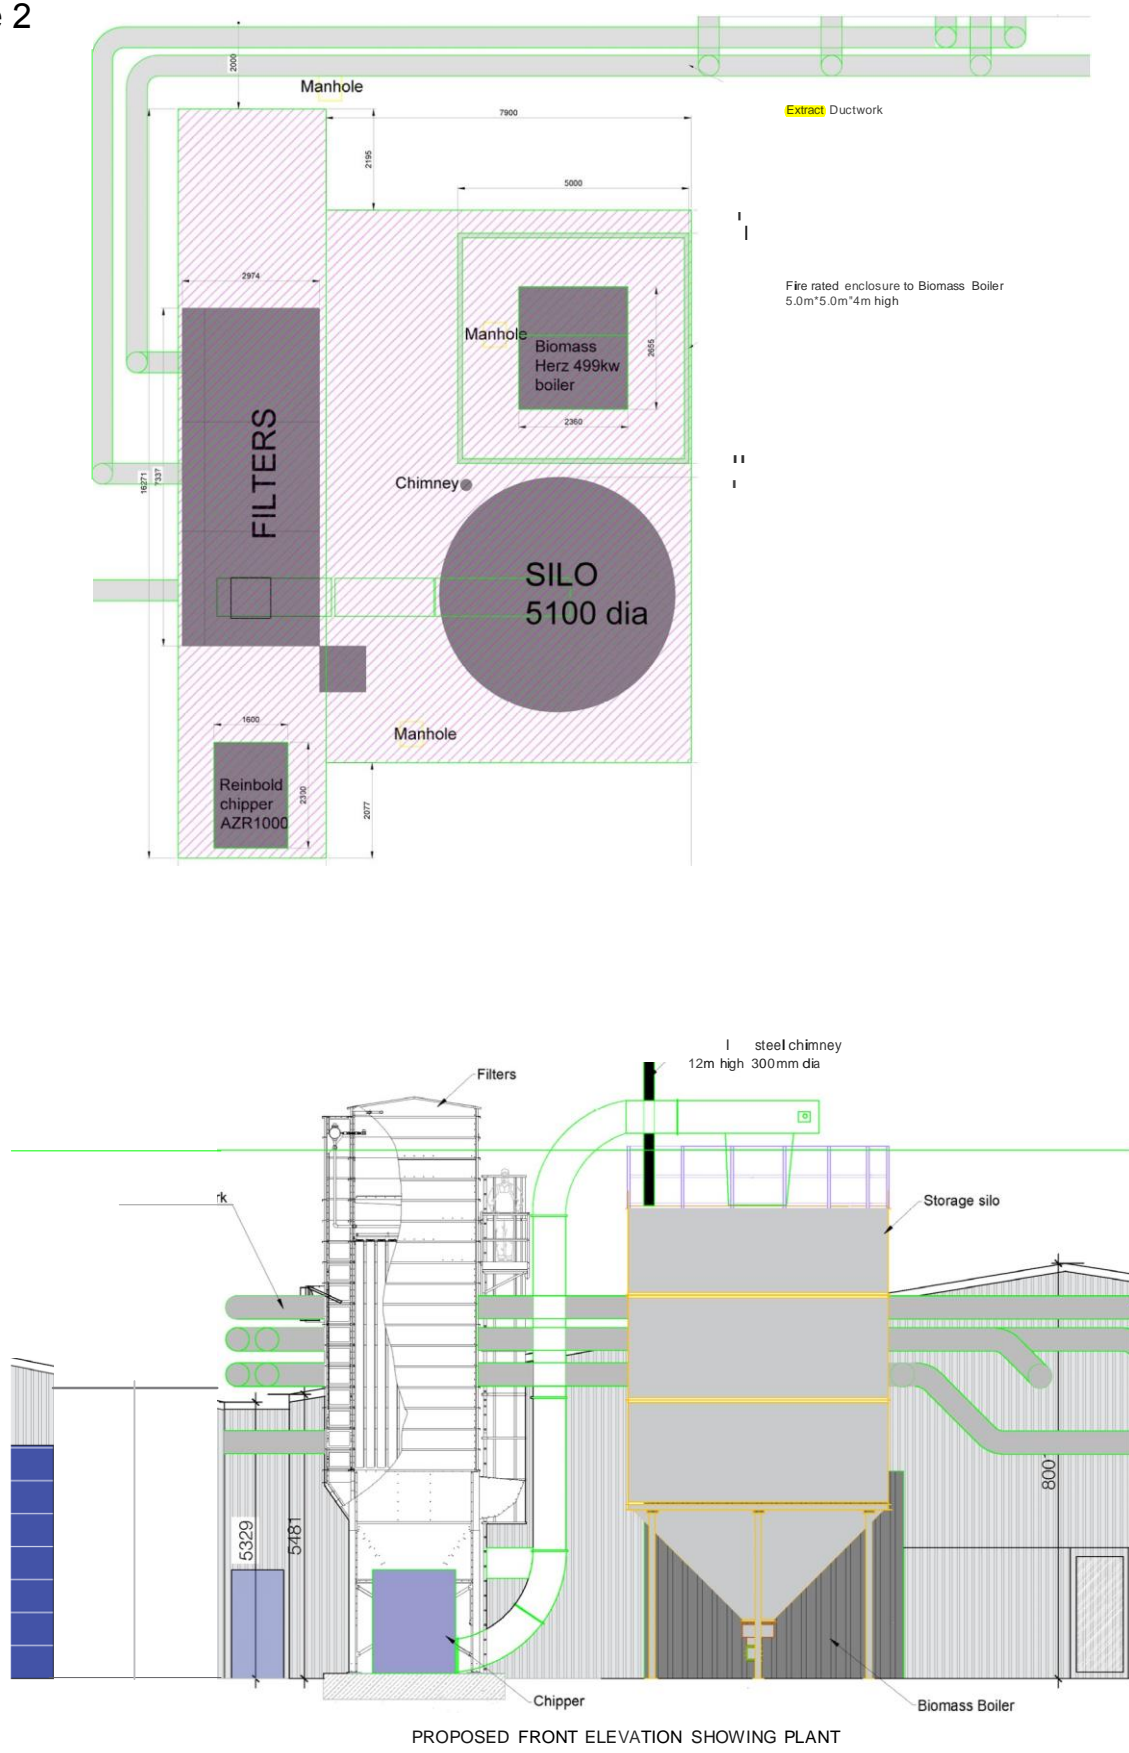 2
2000
Manhole
7900
Extract Ductwork
2195
5000
2974
Fire rated enclosure to Biomass Boiler
5.0m*5.0m"4m high
Manhole
Biomass
Herz 499kw
boiler
2655
2360
FILTERS
Chimney
16271
7337
SILO
5100 dia
1600
Manhole
Reinbold
chipper
AZR1000
2077
steel chimney
12m high 300mm dia
Filters
Storage silo
5329
5481
Chipper
Biomass Boiler
PROPOSED FRONT ELEVATION SHOWING PLANT